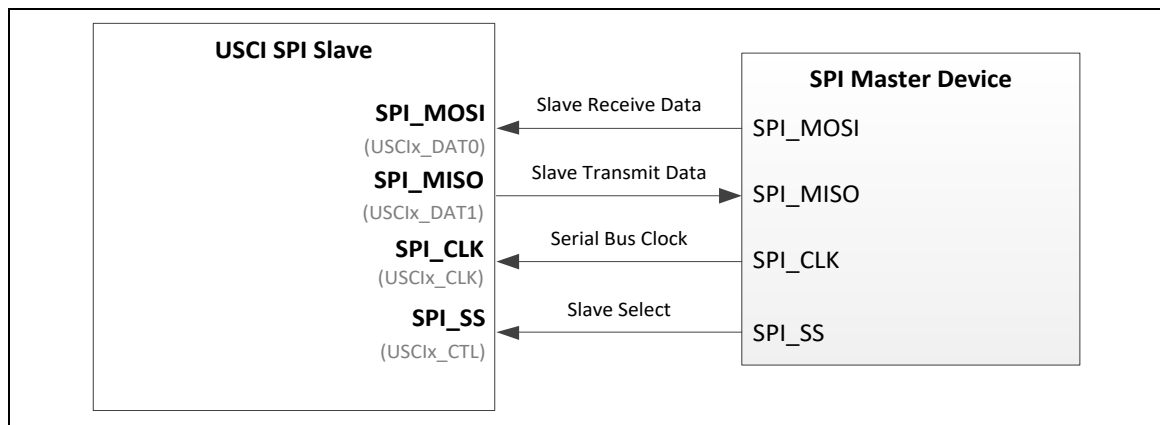 USCI SPI Slave
SPI Master Device
SPI_MOSI
(USCIx_DAT0)
Slave Receive Data
SPI_MOSI
SPI_MISO
(USCIx_DAT1)
Slave Transmit Data
SPI_MISO
SPI_CLK
(USCIx_CLK)
Serial Bus Clock
SPI_CLK
SPI_SS
(USCIx_CTL)
Slave Select
SPI_SS